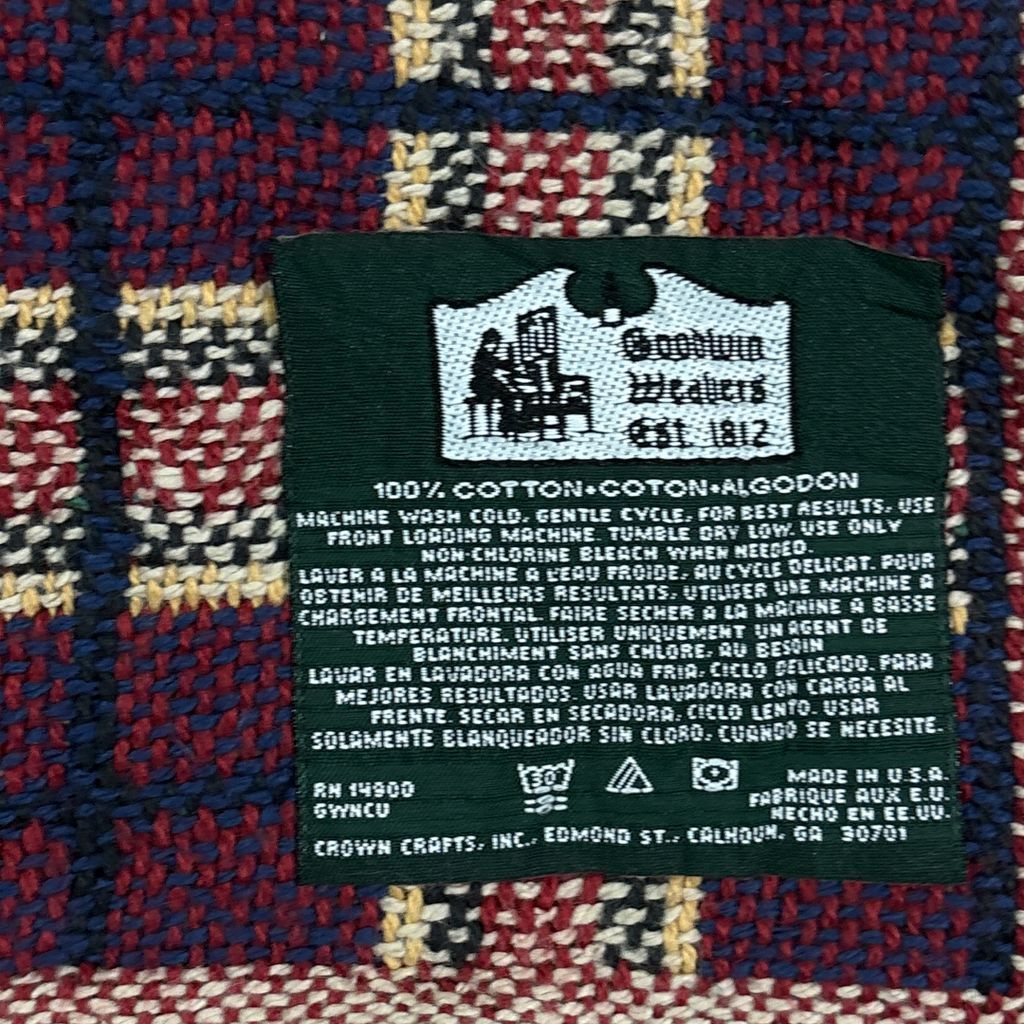 Goodwin
Weavers
Est. 1812
100% COTTON•COTON•ALGODON
MACHINE WASH COLD, GENTLE CYCLE, FOR BEST RESULTS, USE
FRONT LOADING MACHINE TUMBLE DRY LOW. USE ONLY
NON-CHLORINE BLEACH WHEN NEEDED.
LAVER A LA MACHINE A L'EAU FROIDE, AU CYCLE DELICAT. POUR
OBTENIR DE MEILLEURS RESULTATS, UTILISER UNE MACHINE A
CHARGEMENT FRONTAL. FAIRE SECHER A LA MACHINE A BASSE
TEMPERATURE. UTILISER UNIQUEMENT UN AGENT DE
BLANCHIMENT SANS CHLORE, AU BESOIN
LAVAR EN LAVADORA CON AGUA FRIA, CICLO DELICADO. PARA
MEJORES RESULTADOS, USAR LAVADORA CON CARGA AL
FRENTE. SECAR EN SECADORA, CICLO LENTO. USAR
SOLAMENTE BLANQUEADOR SIN CLORO, CUANDO SE NECESITE.
30
RN 14900
GWNCU
MADE IN U.S.A.
FABRIQUE AUX E.U.
HECHO EN EE.UU.
CROWN CRAFTS, INC., EDMOND ST., CALHOUN, GA 30701